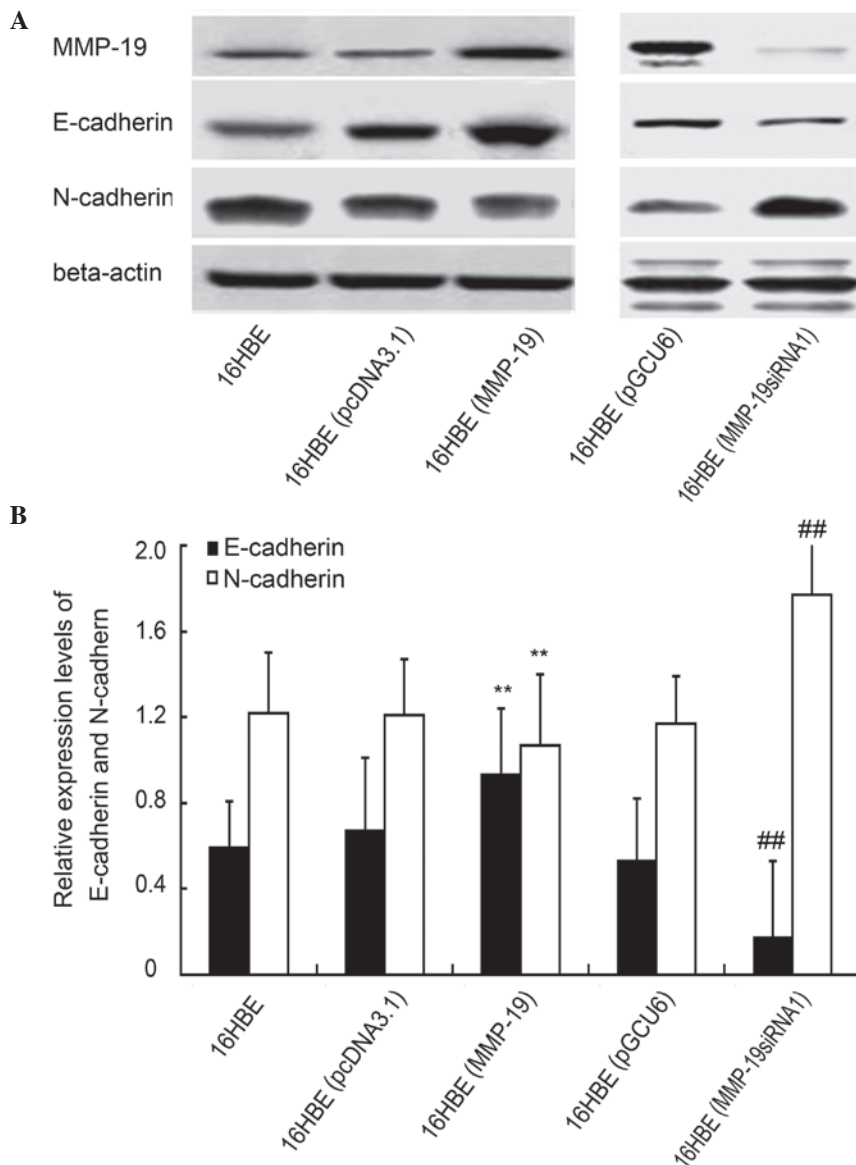 A
MMP-19
E-cadherin
N-cadherin
beta-actin
16HBE
16HBE (pcDNA3.1)
16HBE (MMP-19)
16HBE (pGCU6)
16HBE (MMP-19siRNA1)
B
Relative expression levels of
E-cadherin and N-cadhern
2.0
1.6
1.2
0.8
0.4
0
E-cadherin
N-cadherin
**
**
##
##
16HBE
16HBE (pcDNA3.1)
16HBE (MMP-19)
16HBE (pGCU6)
16HBE (MMP-19siRNA1)